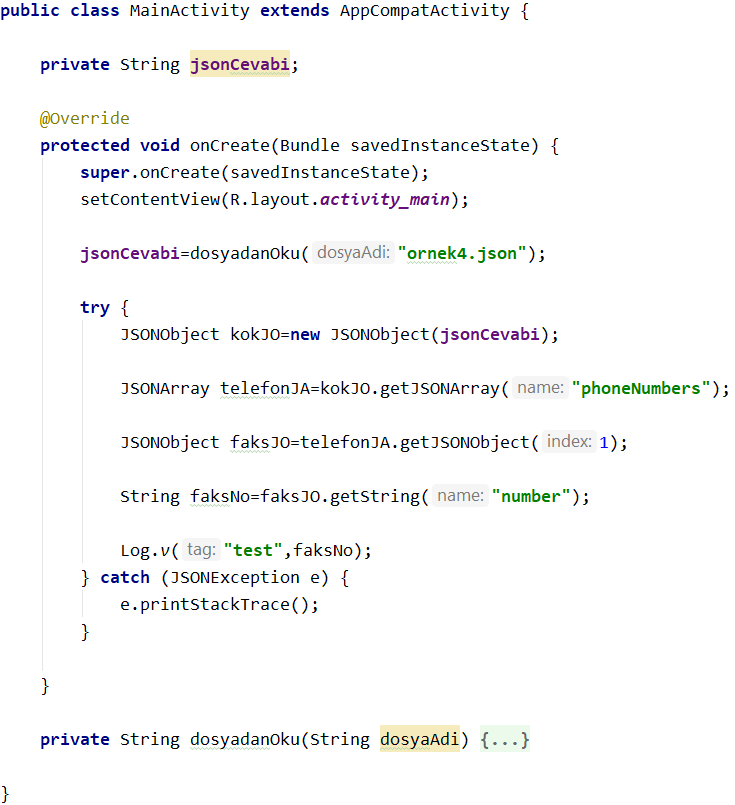 public class MainActivity extends AppCompatActivity {
private String jsonCevabi;
@Override
protected void onCreate(Bundle savedInstanceState) {
super.onCreate(savedInstanceState);
setContentView(R.layout.activity_main);
jsonCevabi=dosyadanOku( dosyaAdi: "ornek4.json");
try {
JSONObject kokJO=new JSONObject(jsonCevabi);
JSONArray telefonJA=kokJO.getJSONArray( name: "phoneNumbers");
JSONObject faksJO=telefonJA.getJSONObject( index: 1);
String faksNo=faksJO.getString( name: "number");
Log.v( tag: "test",faksNo);
} catch (JSONException e) {
e.printStackTrace();
}
}
private String dosyadanOku(String dosyaAdi) {...}
}